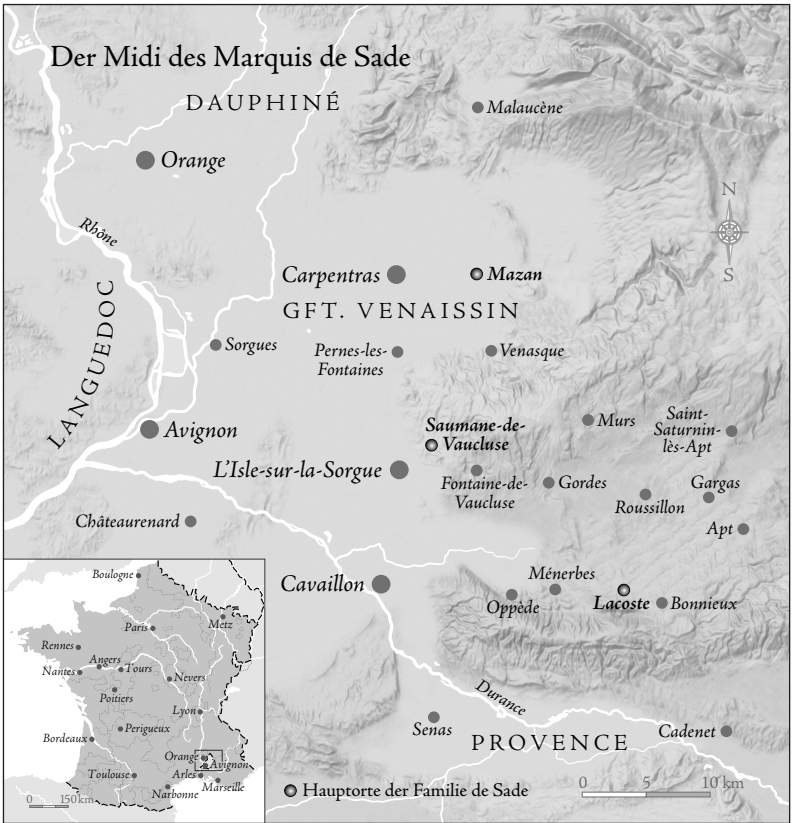 Der Midi des Marquis de Sade
DAUPHINÉ
Malaucène
Orange
N
Rhône
S
Carpentras
Mazan
GFT. VENAISSIN
LANGUEDOC
Sorgues
Pernes-les-
Fontaines
Venasque
Avignon
Saumane-de-
Vaucluse
Murs
Saint-
Saturnin-
lès-Apt
L'Isle-sur-la-Sorgue
Fontaine-de-
Vaucluse
Gordes
Roussillon
Gargas
Châteaurenard
Apt
Cavaillon
Oppède
Ménerbes
Lacoste
Bonnieux
Durance
Senas
PROVENCE
Cadenet
Boulogne
Paris
Metz
Rennes
Angers
Nantes
Tours
Nevers
Poitiers
Lyon
Perigueux
Bordeaux
Orange
Avignon
Toulouse
Arles
Marseille
Narbonne
0 150 km
Hauptorte der Familie de Sade
0 5 10 km